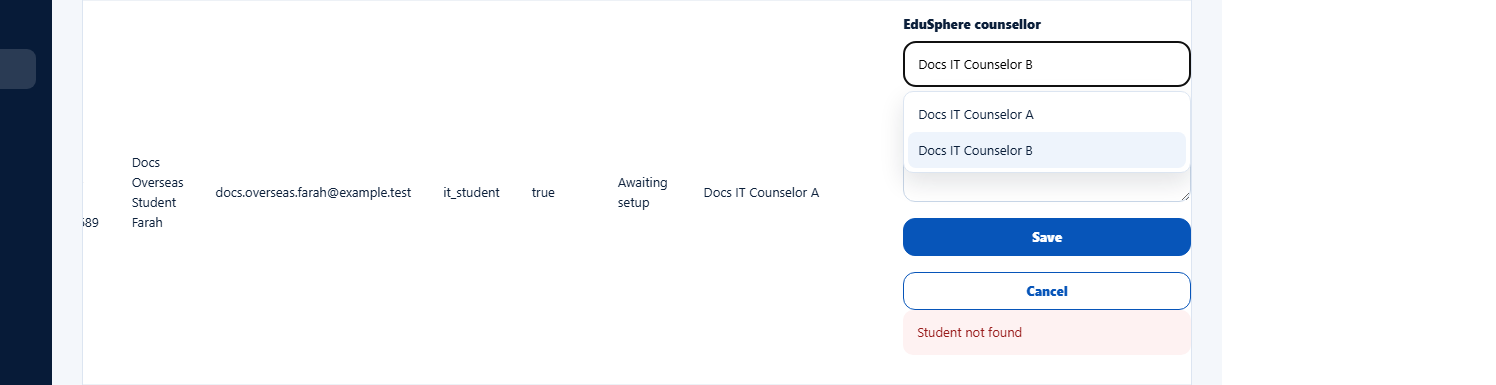 EduSphere counsellor
Docs IT Counselor B
Docs IT Counselor A
Docs IT Counselor B
Docs
Overseas
Student
Farah
docs.overseas.farah@example.test
it_student
true
Awaiting
setup
Docs IT Counselor A
Save
Cancel
Student not found